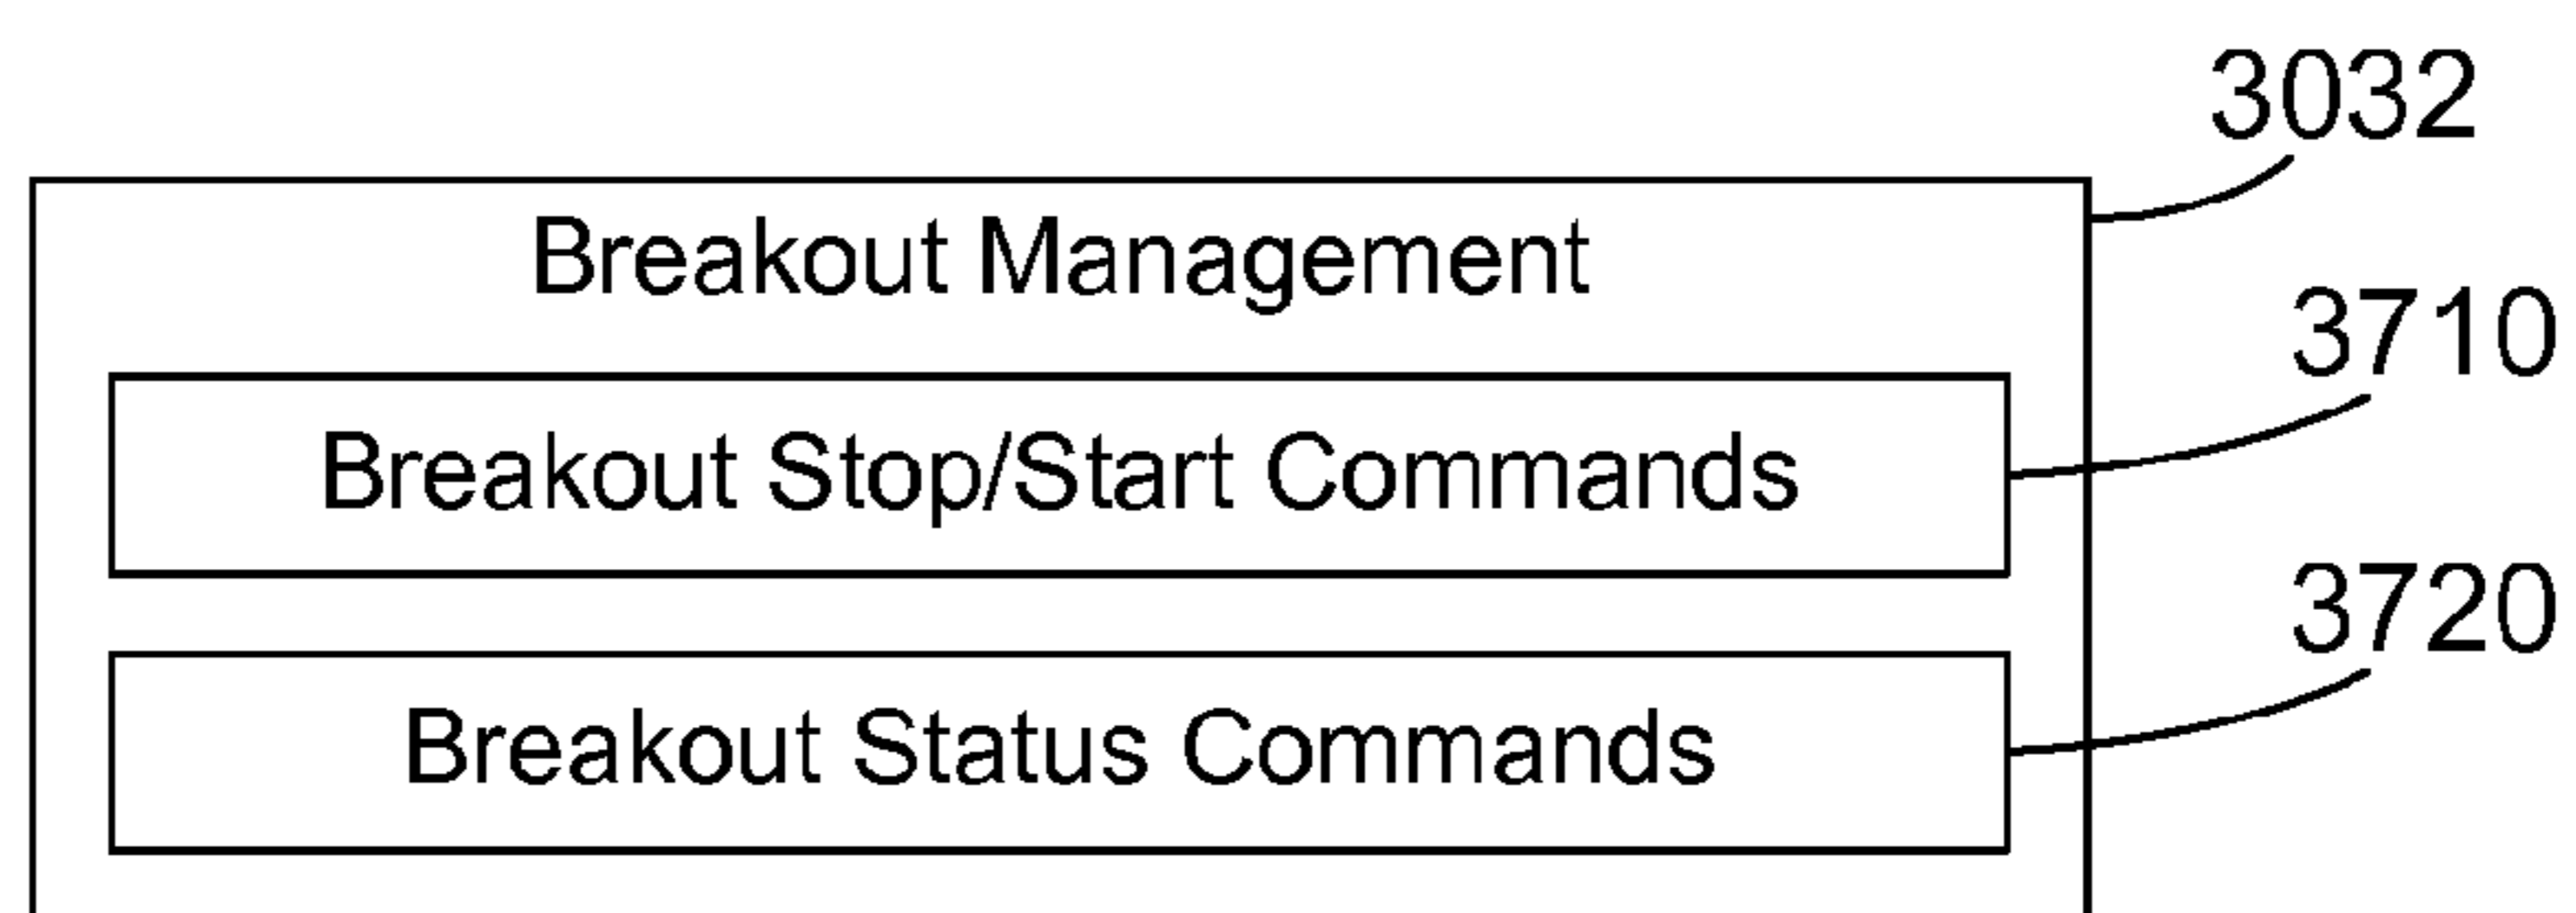 3032
Breakout Management
3710
Breakout Stop/Start Commands
3720
Breakout Status Commands